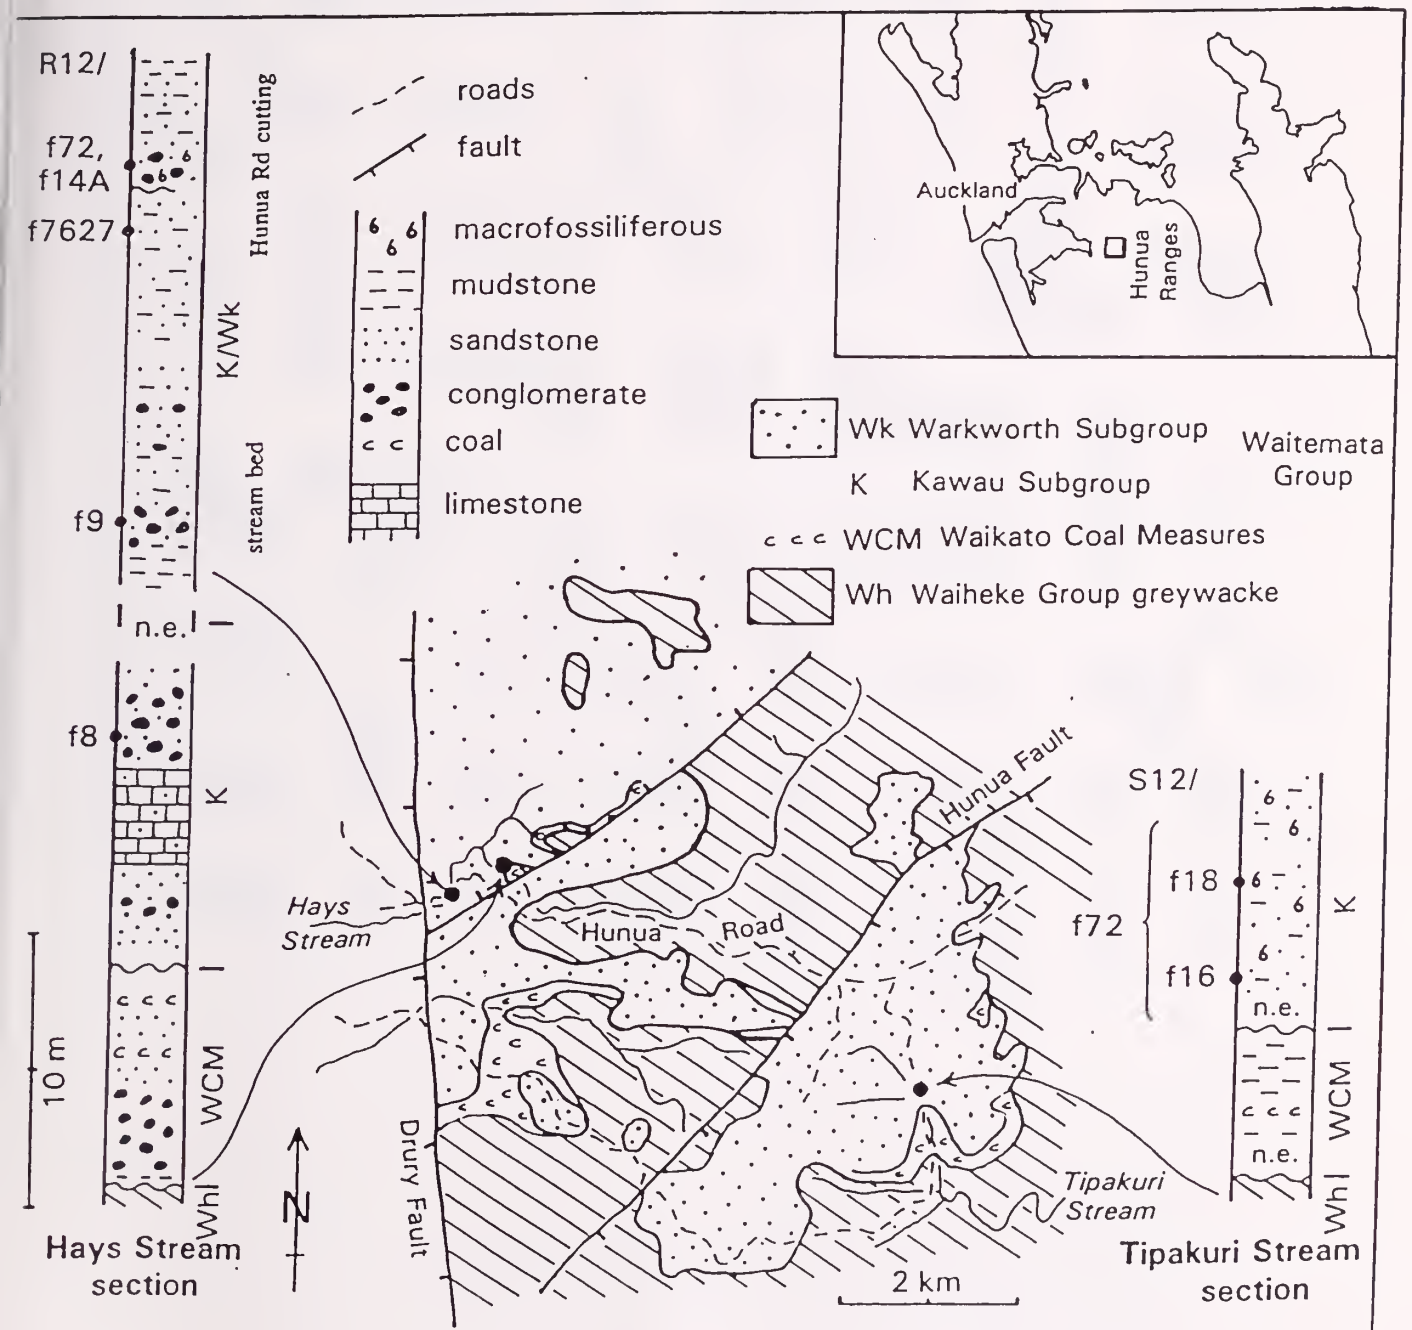 R12/
f72,
f14A
f7627
f9
f8
Hunua Rd cutting
stream bed
K/Wk
n.e.
K
WCM
Wh
10 m
Hays Stream
section
roads
fault
macrofossiliferous
mudstone
sandstone
conglomerate
coal
limestone
Auckland
Hunua
Ranges
Wk Warkworth Subgroup
K Kawau Subgroup
Waitemata
Group
WCM Waikato Coal Measures
Wh Waiheke Group greywacke
Hunua Fault
Hays
Stream
Hunua Road
Drury Fault
N
Tipakuri
Stream
2 km
S12/
f18
f72
f16
n.e.
n.e.
K
WCM
Wh
Tipakuri Stream
section